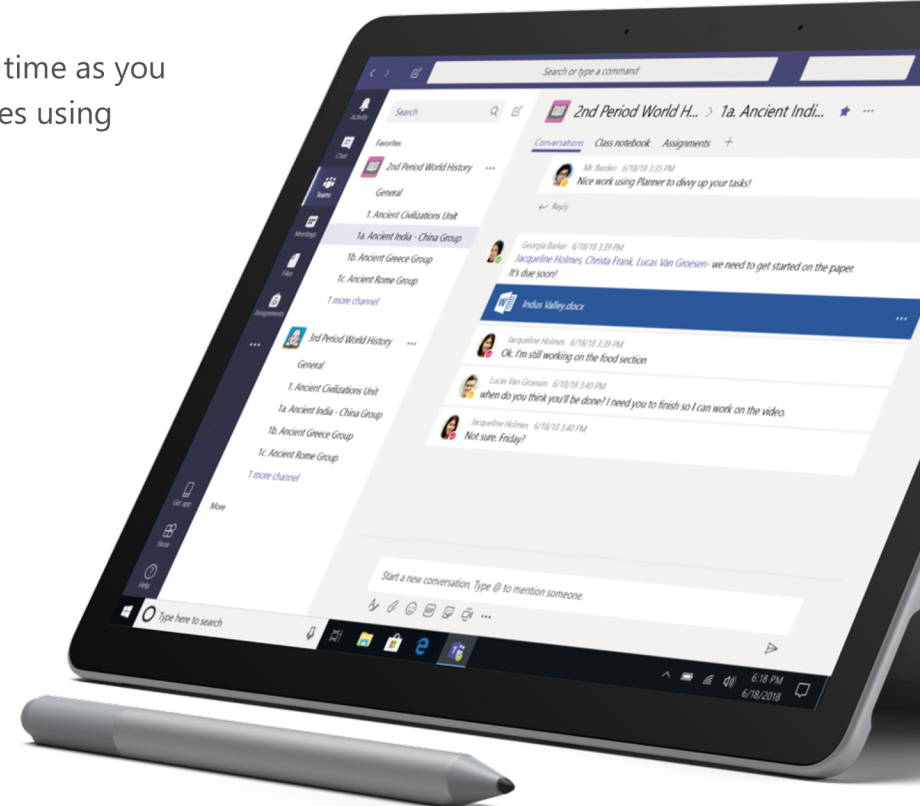 time as you
es using
Search or type a command
Activity
Chat
Teams
Meetings
Files
Assignments
Get app
Store
Help
Search
Favorites
2nd Period World History
General
1. Ancient Civilizations Unit
1a. Ancient India - China Group
1b. Ancient Greece Group
1c. Ancient Rome Group
1 more channel
3rd Period World History
General
1. Ancient Civilizations Unit
1a. Ancient India - China Group
1b. Ancient Greece Group
1c. Ancient Rome Group
1 more channel
More
2nd Period World H... > 1a. Ancient Indi...
Conversations Class notebook Assignments
Mr. Barden 6/18/18 3:35 PM
Nice work using Planner to divvy up your tasks!
Reply
Georgia Barker 6/18/18 3:39 PM
Jacqueline Holmes, Christa Frank, Lucas Van Groesen- we need to get started on the paper.
It's due soon!
Indus Valley.docx
Jacqueline Holmes 6/18/18 3:39 PM
Ok. I'm still working on the food section
Lucas Van Groesen 6/18/18 3:40 PM
when do you think you'll be done? I need you to finish so I can work on the video.
Jacqueline Holmes 6/18/18 3:40 PM
Not sure. Friday?
Start a new conversation. Type @ to mention someone.
GIF
Type here to search
6:18 PM
6/18/2018